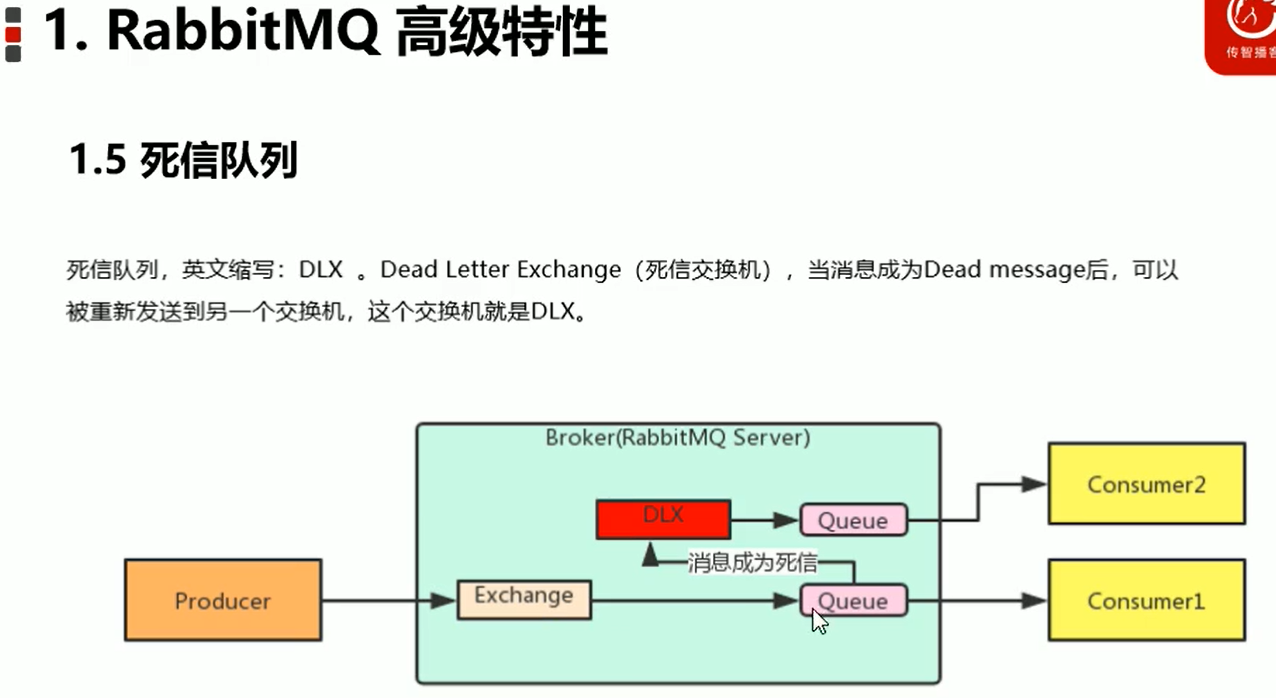 1. RabbitMQ 高级特性
传智播客
1.5 死信队列
死信队列，英文缩写：DLX 。Dead Letter Exchange（死信交换机），当消息成为Dead message后，可以
被重新发送到另一个交换机，这个交换机就是DLX。
Broker(RabbitMQ Server)
DLX
Queue
Consumer2
消息成为死信
Producer
Exchange
Queue
Consumer1